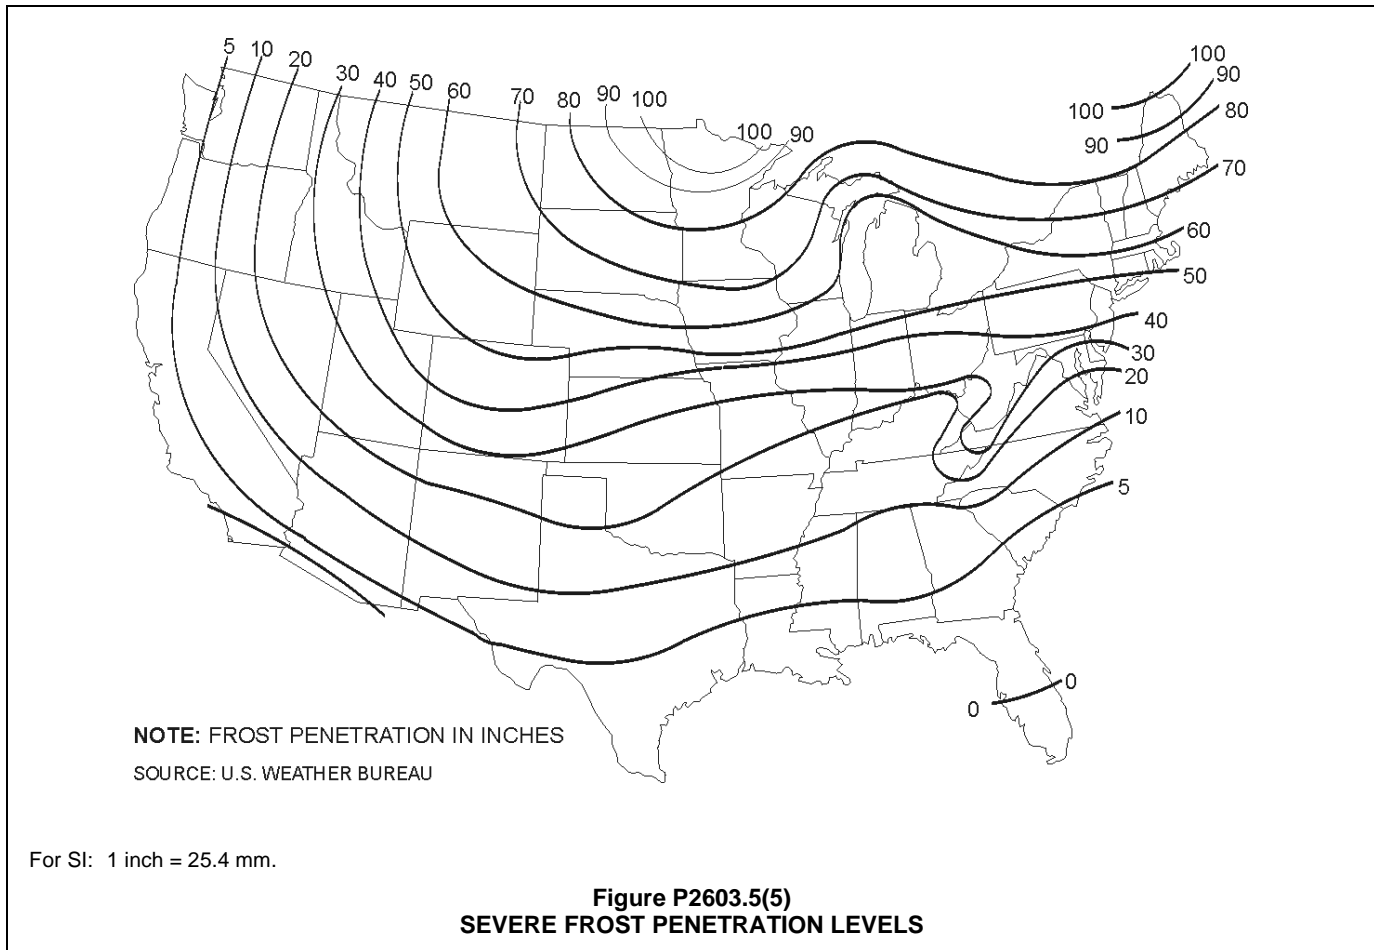 5 10 20 30 40 50 60 70 80 90 100
100 90
100
90
80
100
90
70
60
50
40
30
20
10
5
0
0
NOTE: FROST PENETRATION IN INCHES
SOURCE: U.S. WEATHER BUREAU
For SI: 1 inch = 25.4 mm.
Figure P2603.5(5)
SEVERE FROST PENETRATION LEVELS